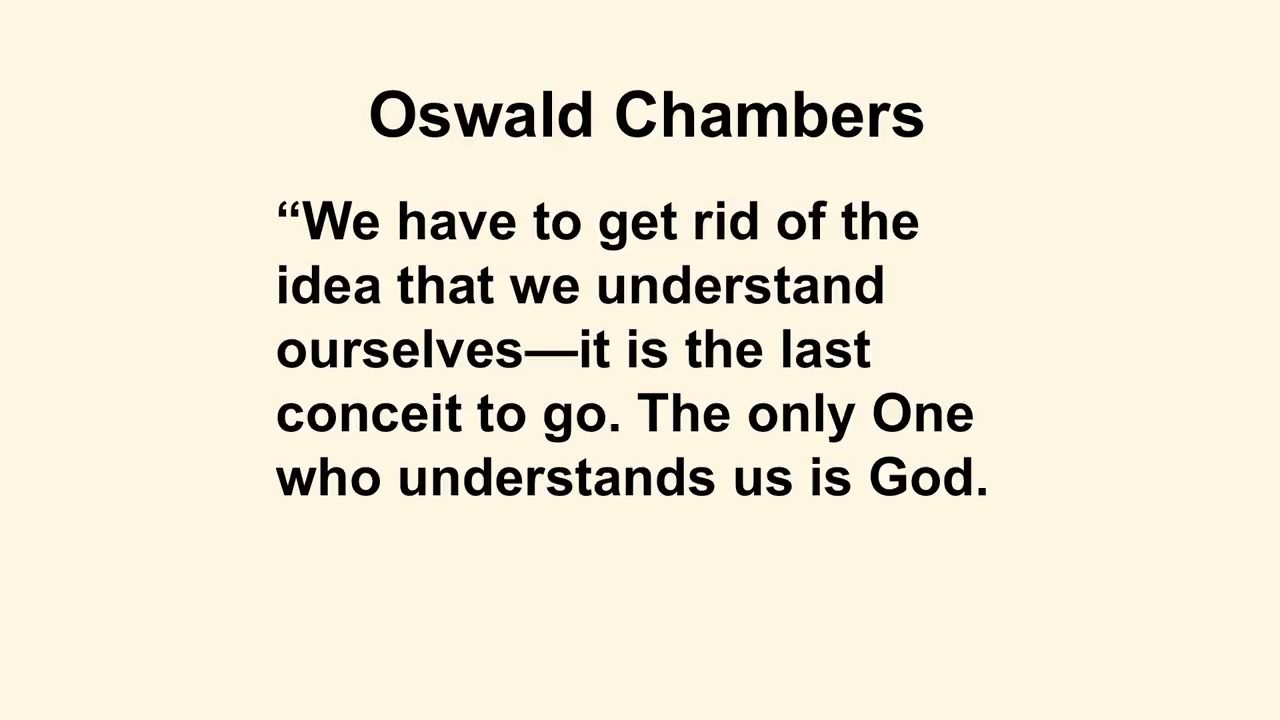 Oswald Chambers
“We have to get rid of the
idea that we understand
ourselves—it is the last
conceit to go. The only One
who understands us is God.